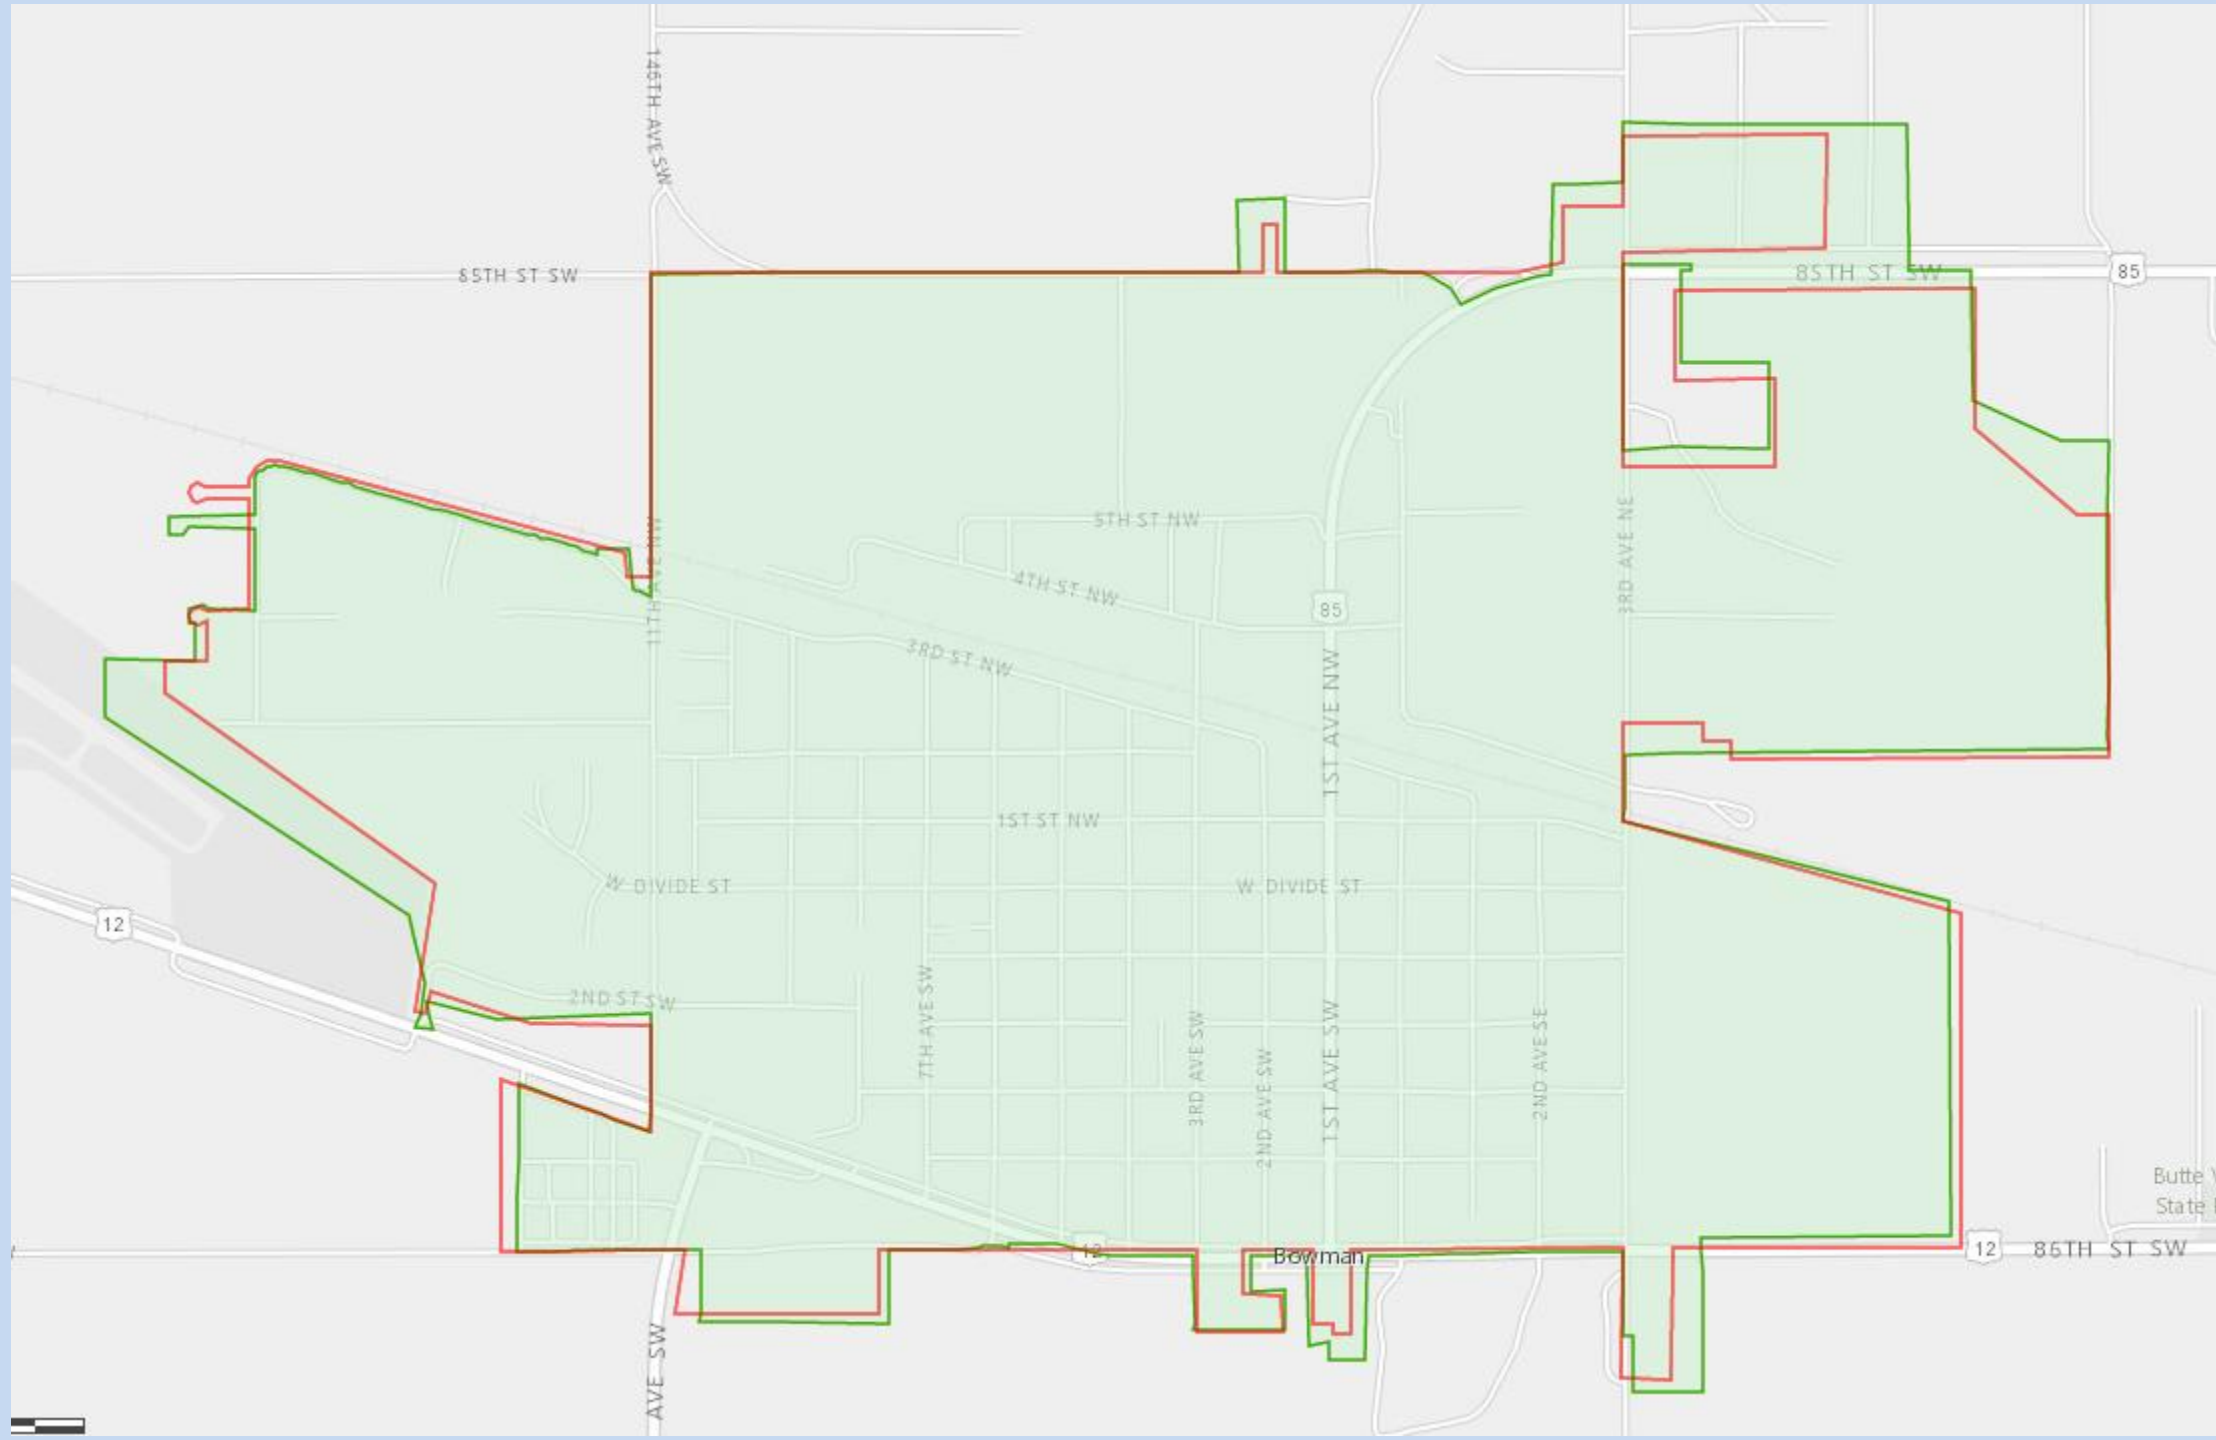 146TH AVE SW
85TH ST SW
85TH ST SW
85
5TH ST NW
11TH AVE NW
3RD AVE NE
4TH ST NW
85
3RD ST NW
1ST AVE NW
1ST ST NW
W DIVIDE ST
W DIVIDE ST
12
2ND ST SW
7TH AVE SW
3RD AVE SW
2ND AVE SW
1ST AVE SW
2ND AVE SE
Butte
State
12
Bowman
12
86TH ST SW
AVE SW